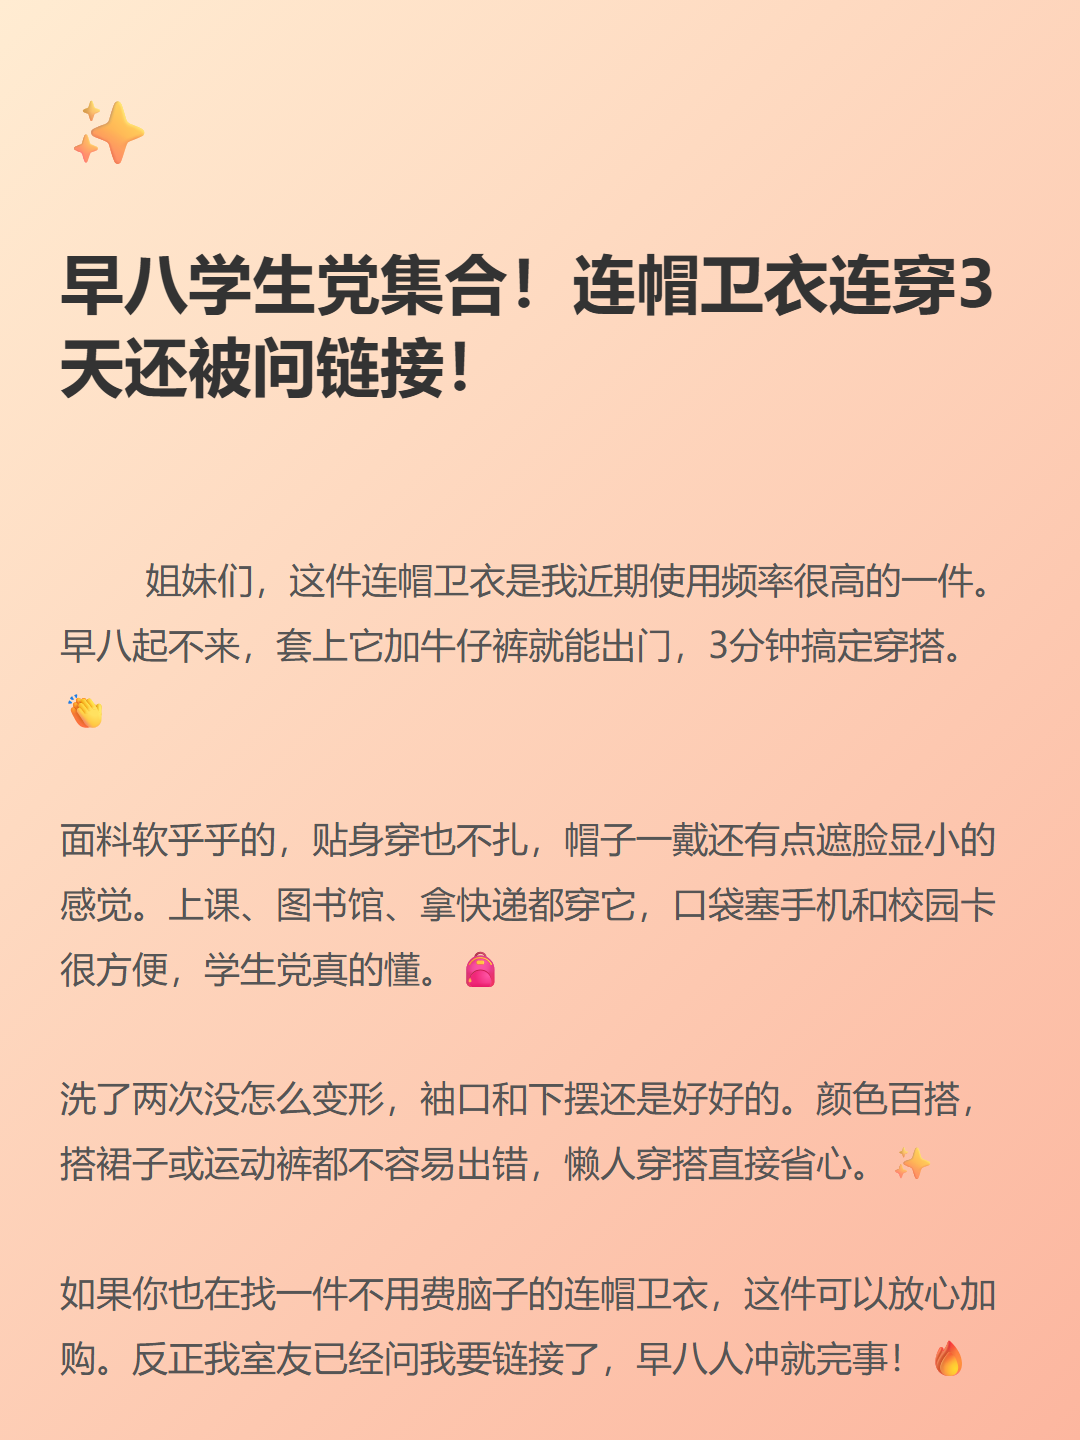 早八学生党集合！连帽卫衣连穿3
天还被问链接！
姐妹们，这件连帽卫衣是我近期使用频率很高的一件。
早八起不来，套上它加牛仔裤就能出门，3分钟搞定穿搭。
👏
面料软乎乎的，贴身穿也不扎，帽子一戴还有点遮脸显小的
感觉。上课、图书馆、拿快递都穿它，口袋塞手机和校园卡
很方便，学生党真的懂。🎒
洗了两次没怎么变形，袖口和下摆还是好好的。颜色百搭，
搭裙子或运动裤都不容易出错，懒人穿搭直接省心。✨
如果你也在找一件不用费脑子的连帽卫衣，这件可以放心加
购。反正我室友已经问我要链接了，早八人冲就完事！🔥